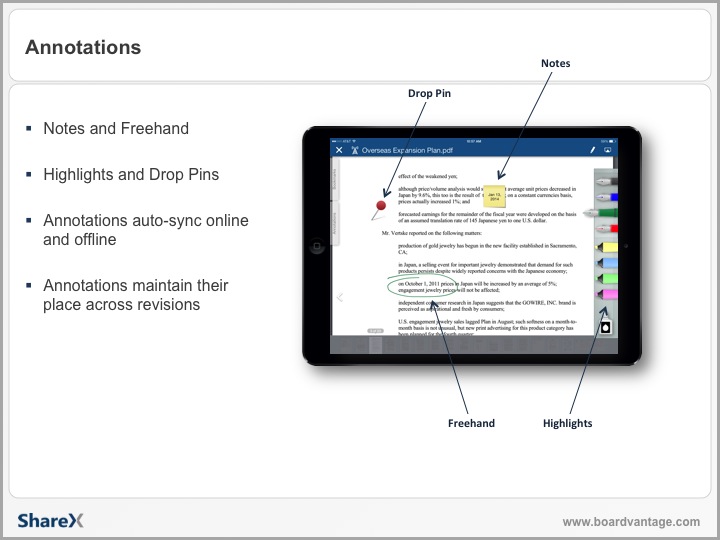 Annotations
Notes
Drop Pin
▪ Notes and Freehand
▪ Highlights and Drop Pins
▪ Annotations auto-sync online
and offline
▪ Annotations maintain their
place across revisions
Overseas Expansion Plan.pdf
effect of the weakened yen;
although price/volume analysis would average unit prices decreased in
Japan by 9.6%, this too is the result of on a constant currencies basis,
prices actually increased 1%; and
Jan 13,
2014
forecasted earnings for the remainder of the fiscal year were developed on the basis
of an assumed translation rate of 145 Japanese yen to one U.S. dollar.
Mr. Vertske reported on the following matters:
production of gold jewelry has begun in the new facility established in Sacramento,
CA;
in Japan, a selling event for important jewelry demonstrated that demand for such
products persists despite widely reported concerns with the Japanese economy;
on October 1, 2011 prices in Japan will be increased by an average of 5%;
engagement jewelry prices will not be affected;
independent consumer research in Japan suggests that the GOWIRE, INC. brand is
perceived as aspirational and fresh by consumers;
U.S. engagement jewelry sales lagged Plan in August; such softness on a month-to-
month basis is not unusual, but new print advertising for this product category has
been planned for the fourth quarter;
Freehand
Highlights
ShareX
www.boardvantage.com